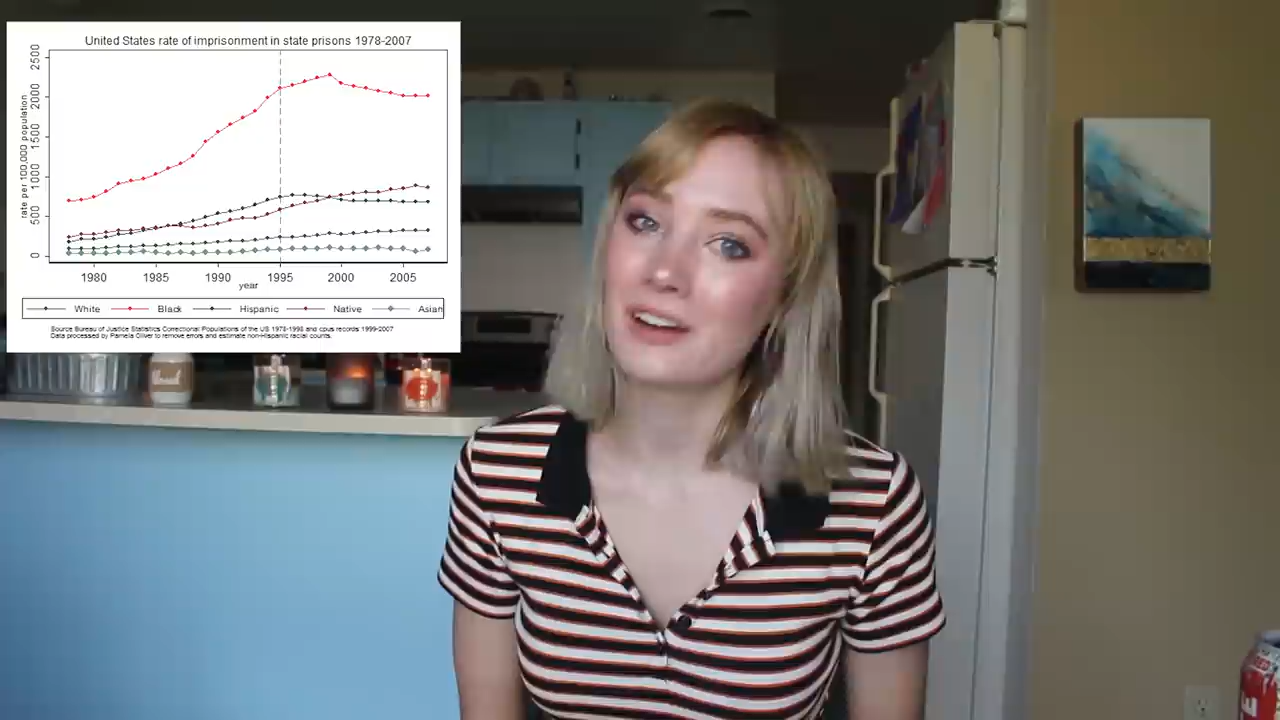 United States rate of imprisonment in state prisons 1978-2007
rate per 100,000 population
2500
2000
1500
1000
500
0
1980 1985 1990 1995 2000 2005
year
White Black Hispanic Native Asian
Source Bureau of Justice Statistics Correctional Populations of the US 1978-1998 and cpus records 1999-2007
Data processed by Pamela Oliver to remove errors and estimate non-Hispanic racial counts.